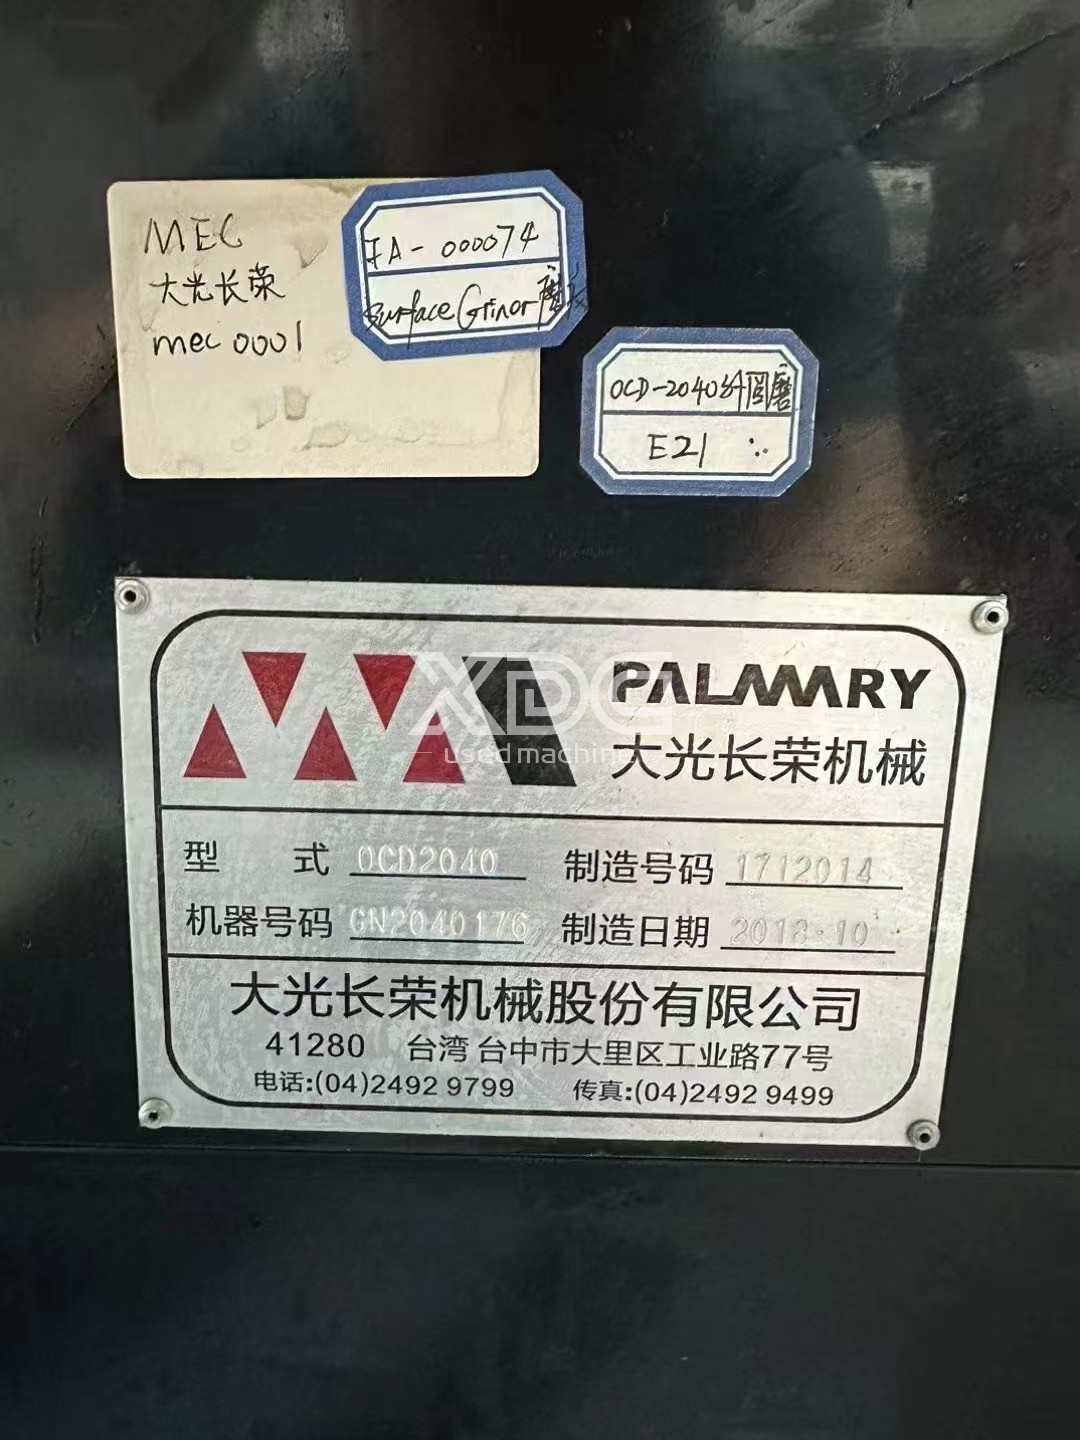 MEC
大光长荣
mec 0001
FA-000074
Surface Grinor 磨床
OCD-2040外圆磨
E21
XDC
used machine
PALMARY
大光长荣机械
型 式 OCD2040 制造号码 1712014
机器号码 GN2040176 制造日期 2018.10
大光长荣机械股份有限公司
41280 台湾 台中市大里区工业路77号
电话:(04)2492 9799 传真:(04)2492 9499